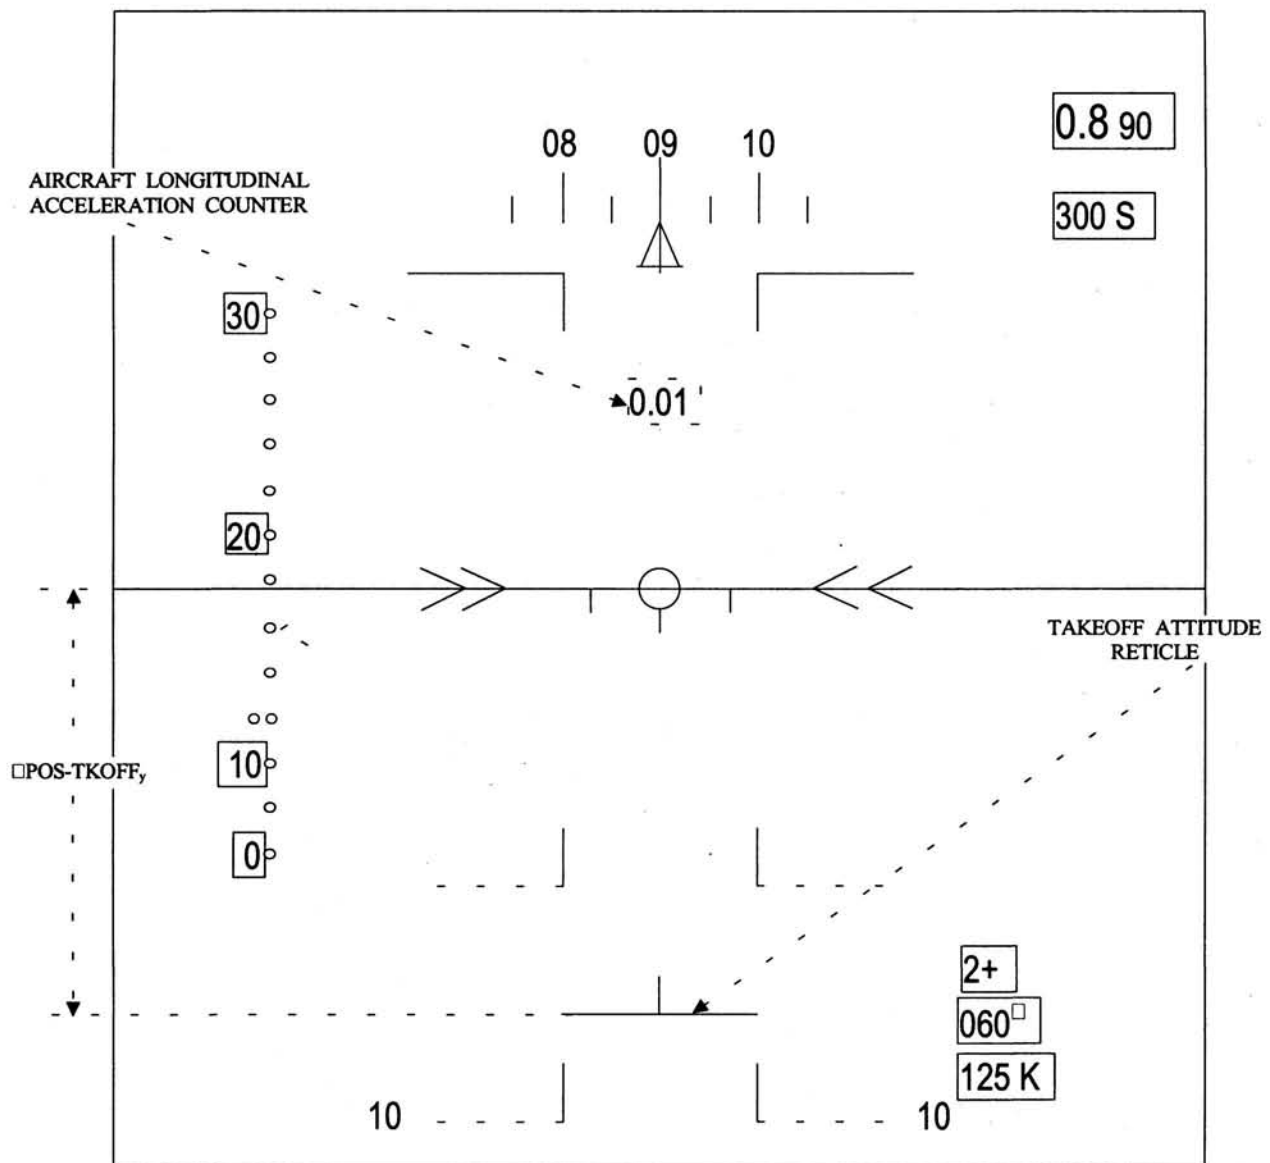 0.8 90
08 09 10
AIRCRAFT LONGITUDINAL
ACCELERATION COUNTER
300 S
30
0.01
20
TAKEOFF ATTITUDE
RETICLE
□POS-TKOFFy
10
0
2+
060□
125 K
10 10